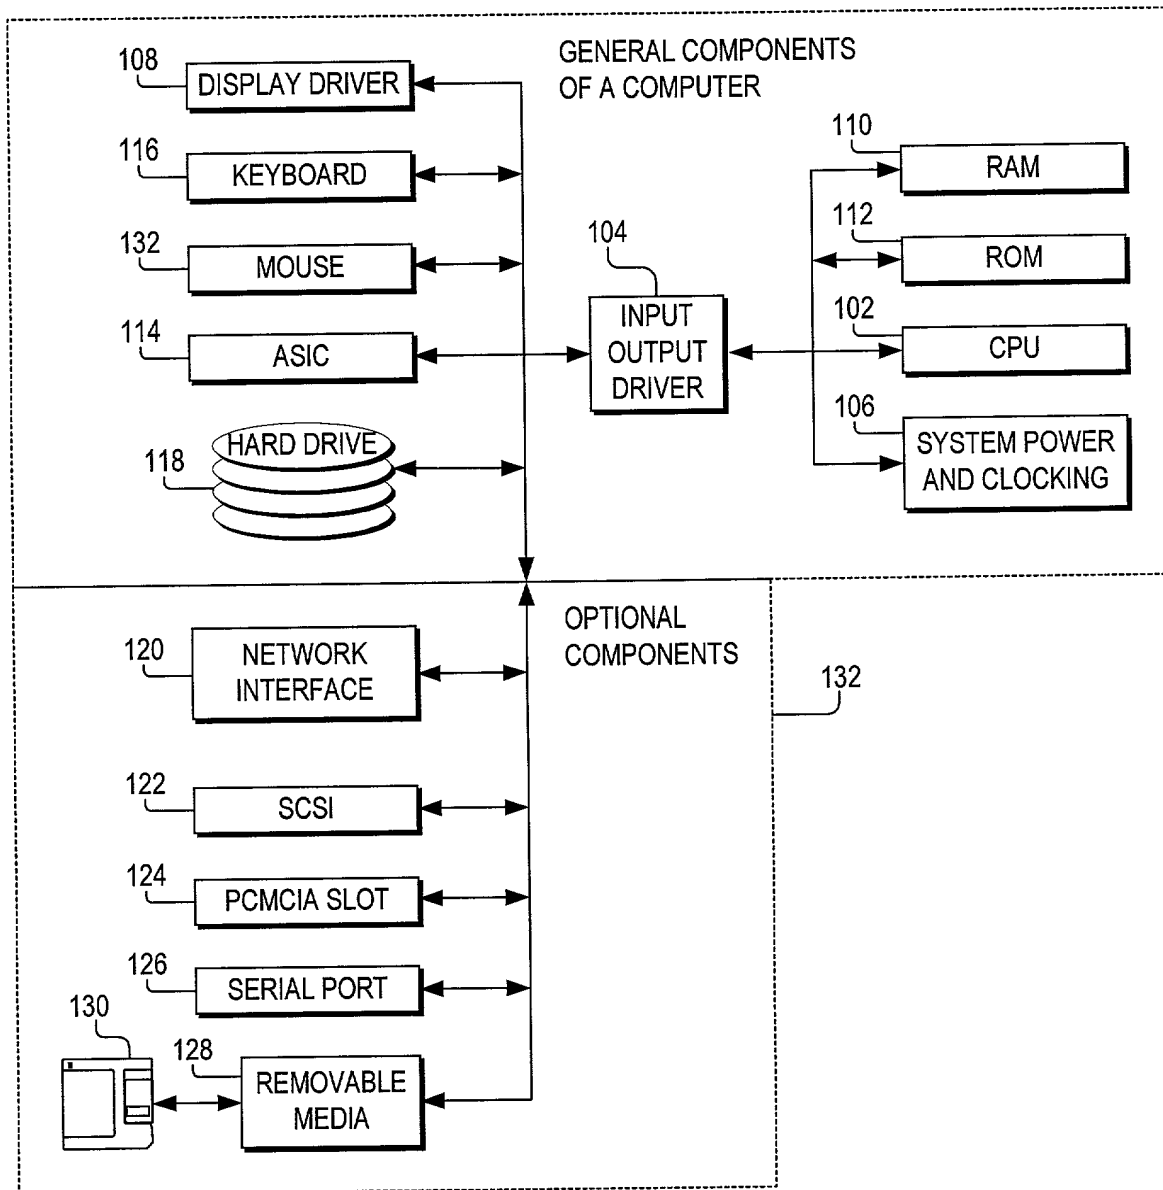 GENERAL COMPONENTS
OF A COMPUTER
108
DISPLAY DRIVER
116
KEYBOARD
132
MOUSE
114
ASIC
118
HARD DRIVE
104
INPUT
OUTPUT
DRIVER
110
RAM
112
ROM
102
CPU
106
SYSTEM POWER
AND CLOCKING
OPTIONAL
COMPONENTS
120
NETWORK
INTERFACE
132
122
SCSI
124
PCMCIA SLOT
126
SERIAL PORT
130
128
REMOVABLE
MEDIA